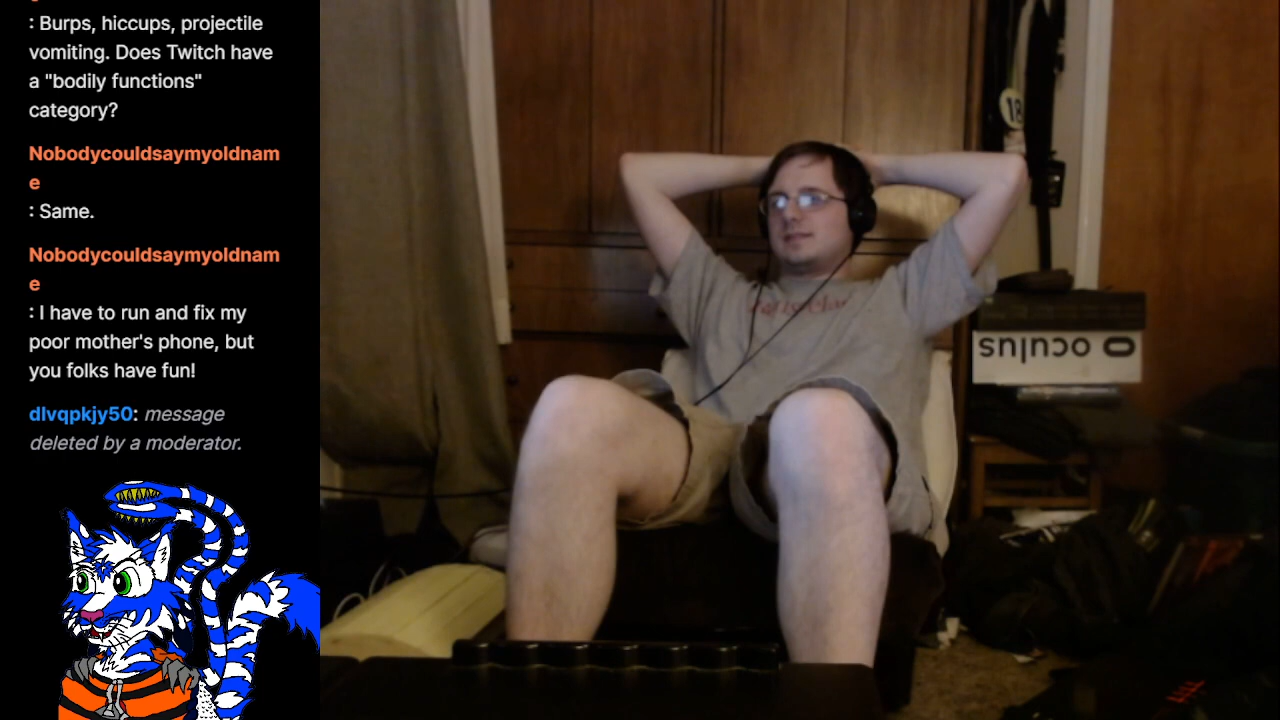 : Burps, hiccups, projectile
vomiting. Does Twitch have
a "bodily functions"
category?
Nobodycouldsaymyoldnam
e
: Same.
Nobodycouldsaymyoldnam
e
: I have to run and fix my
poor mother's phone, but
you folks have fun!
dlvqpkjy50: message
deleted by a moderator.
18
oculus